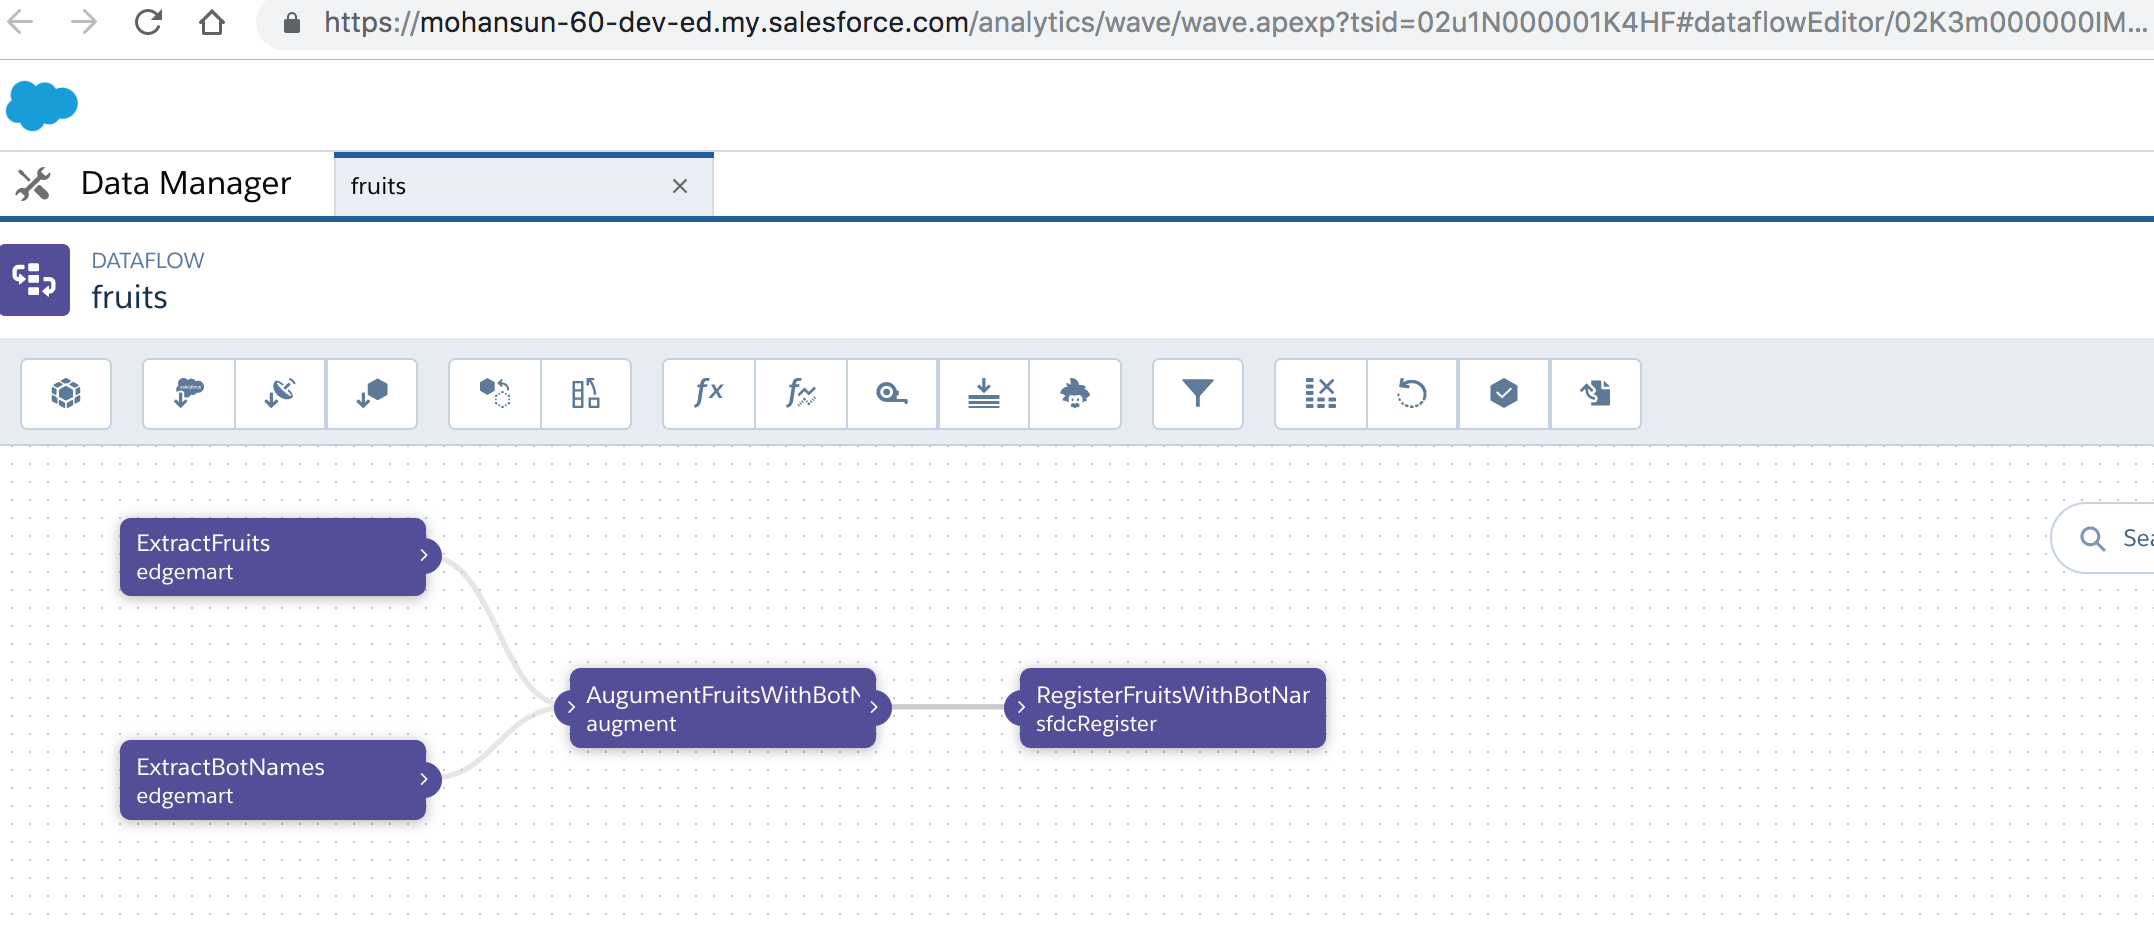 https://mohansun-60-dev-ed.my.salesforce.com/analytics/wave/wave.apexp?tsid=02u1N000001K4HF#dataflowEditor/02K3m000000IM...
Data Manager
fruits
DATAFLOW
fruits
fx
ExtractFruits
edgemart
Sea
AugumentFruitsWithBotN
augment
RegisterFruitsWithBotNar
sfdcRegister
ExtractBotNames
edgemart